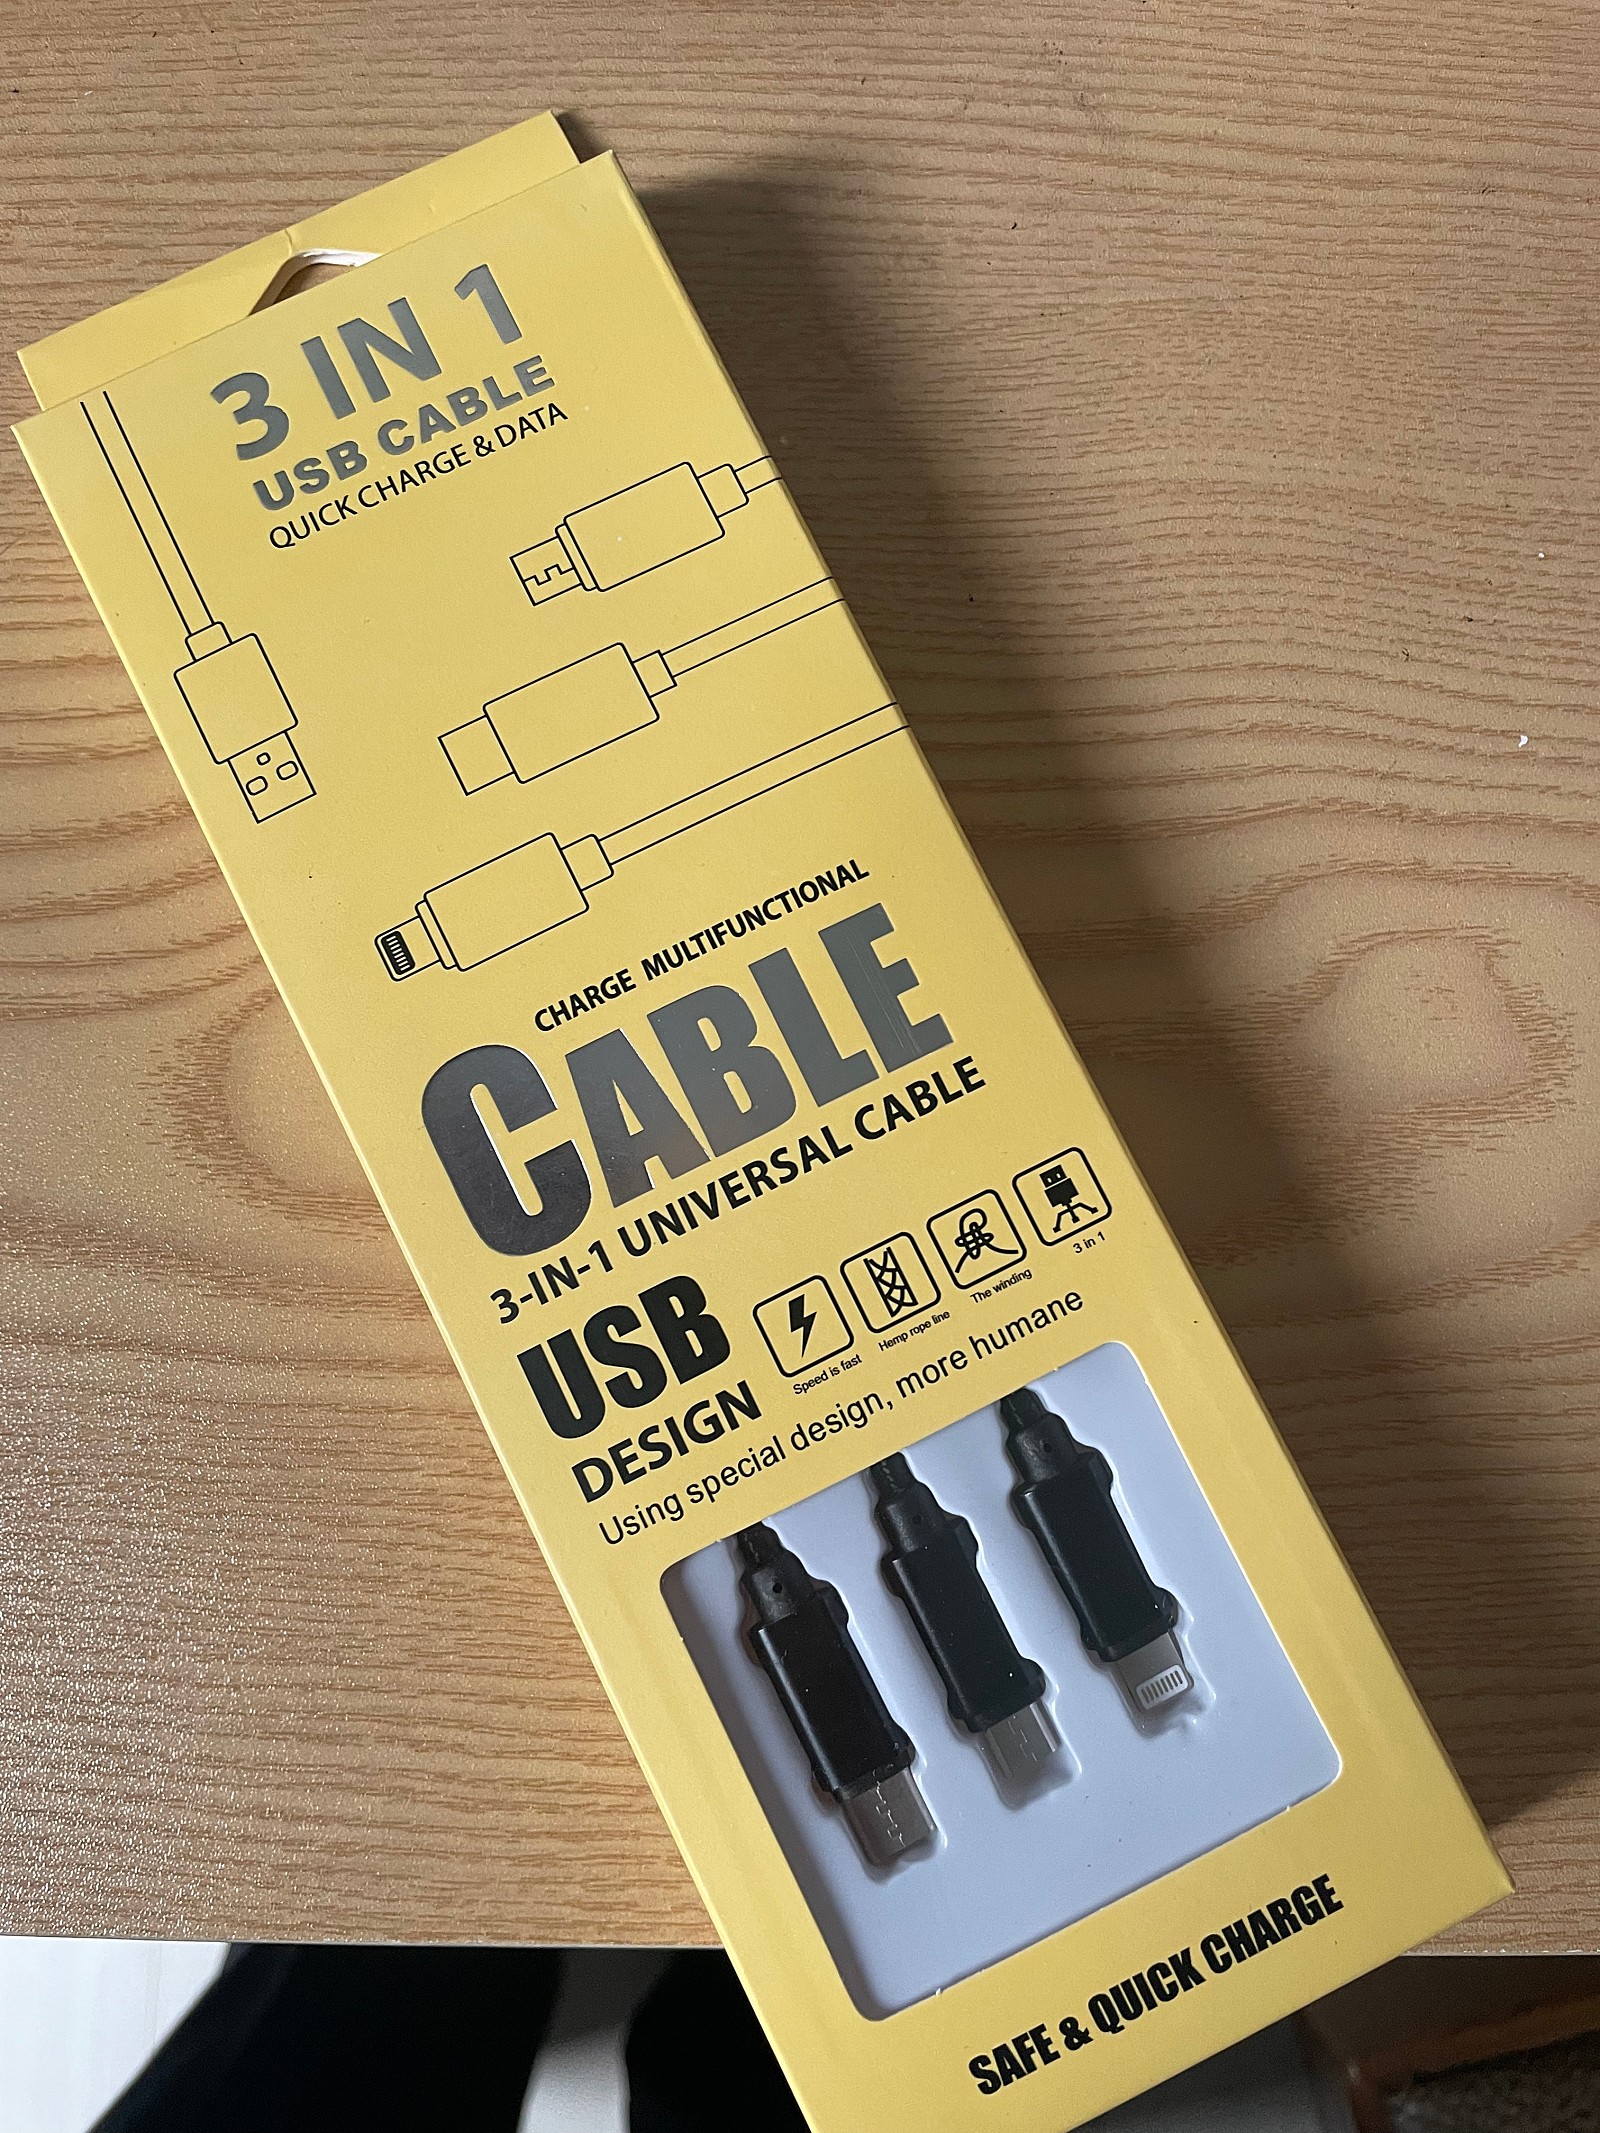 3 IN 1
USB CABLE
QUICK CHARGE & DATA
CHARGE MULTIFUNCTIONAL
CABLE
3-IN-1 UNIVERSAL CABLE
USB
DESIGN
Speed is fast
Hemp rope line
The winding
3 in 1
Using special design, more humane
SAFE & QUICK CHARGE